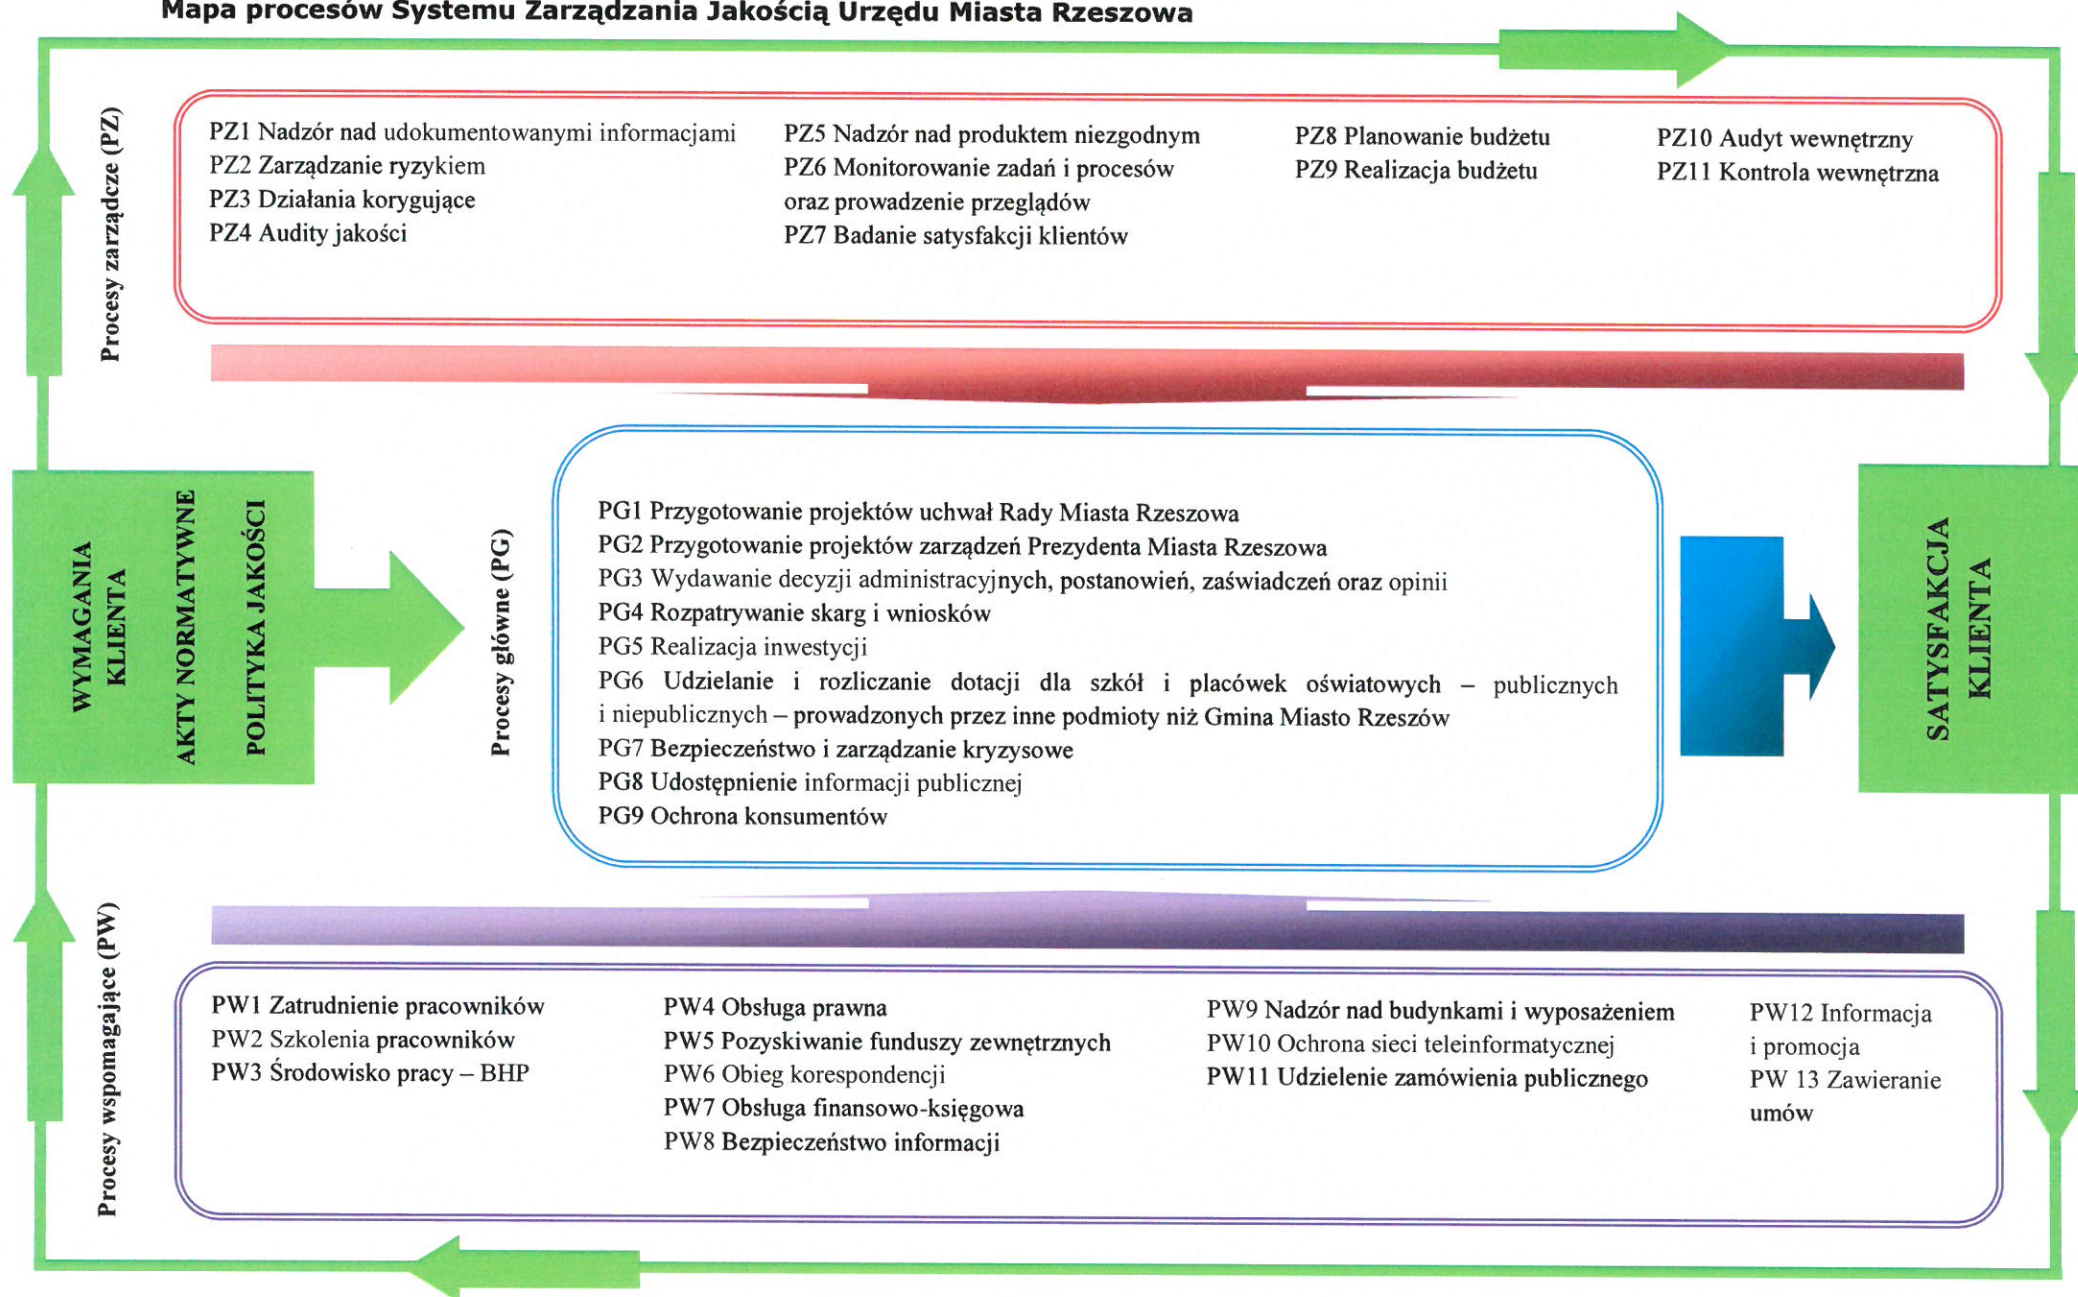 Mapa procesów Systemu Zarządzania Jakością Urzędu Miasta Rzeszowa
Procesy zarządcze (PZ)
PZ1 Nadzór nad udokumentowanymi informacjami
PZ2 Zarządzanie ryzykiem
PZ3 Działania korygujące
PZ4 Audity jakości
PZ5 Nadzór nad produktem niezgodnym
PZ6 Monitorowanie zadań i procesów
oraz prowadzenie przeglądów
PZ7 Badanie satysfakcji klientów
PZ8 Planowanie budżetu
PZ9 Realizacja budżetu
PZ10 Audyt wewnętrzny
PZ11 Kontrola wewnętrzna
WYMAGANIA
KLIENTA
AKTY NORMATYWNE
POLITYKA JAKOŚCI
Procesy główne (PG)
PG1 Przygotowanie projektów uchwał Rady Miasta Rzeszowa
PG2 Przygotowanie projektów zarządzeń Prezydenta Miasta Rzeszowa
PG3 Wydawanie decyzji administracyjnych, postanowień, zaświadczeń oraz opinii
PG4 Rozpatrywanie skarg i wniosków
PG5 Realizacja inwestycji
PG6 Udzielanie i rozliczanie dotacji dla szkół i placówek oświatowych – publicznych
i niepublicznych – prowadzonych przez inne podmioty niż Gmina Miasto Rzeszów
PG7 Bezpieczeństwo i zarządzanie kryzysowe
PG8 Udostępnienie informacji publicznej
PG9 Ochrona konsumentów
SATYSFAKCJA
KLIENTA
Procesy wspomagające (PW)
PW1 Zatrudnienie pracowników
PW2 Szkolenia pracowników
PW3 Środowisko pracy – BHP
PW4 Obsługa prawna
PW5 Pozyskiwanie funduszy zewnętrznych
PW6 Obieg korespondencji
PW7 Obsługa finansowo-księgowa
PW8 Bezpieczeństwo informacji
PW9 Nadzór nad budynkami i wyposażeniem
PW10 Ochrona sieci teleinformatycznej
PW11 Udzielenie zamówienia publicznego
PW12 Informacja
i promocja
PW 13 Zawieranie
umów